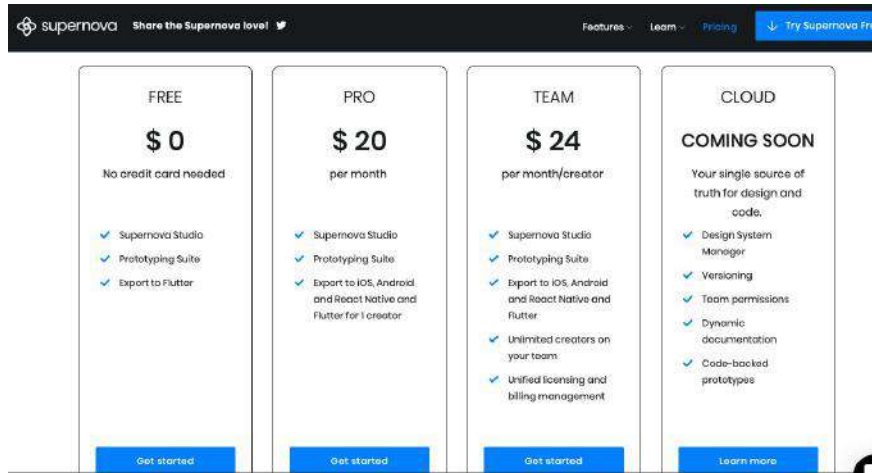 supernova
Share the Supernova love!
Features
Learn
Pricing
Try Supernova Fr
FREE
$ 0
No credit card needed
Supernova Studio
Prototyping Suite
Export to Flutter
Get started
PRO
$ 20
per month
Supernova Studio
Prototyping Suite
Export to iOS, Android
and React Native and
Flutter for 1 creator
Get started
TEAM
$ 24
per month/creator
Supernova Studio
Prototyping Suite
Export to iOS, Android
and React Native and
Flutter
Unlimited creators on
your team
Unified licensing and
billing management
Get started
CLOUD
COMING SOON
Your single source of
truth for design and
code.
Design System
Manager
Versioning
Team permissions
Dynamic
documentation
Code-backed
prototypes
Learn more